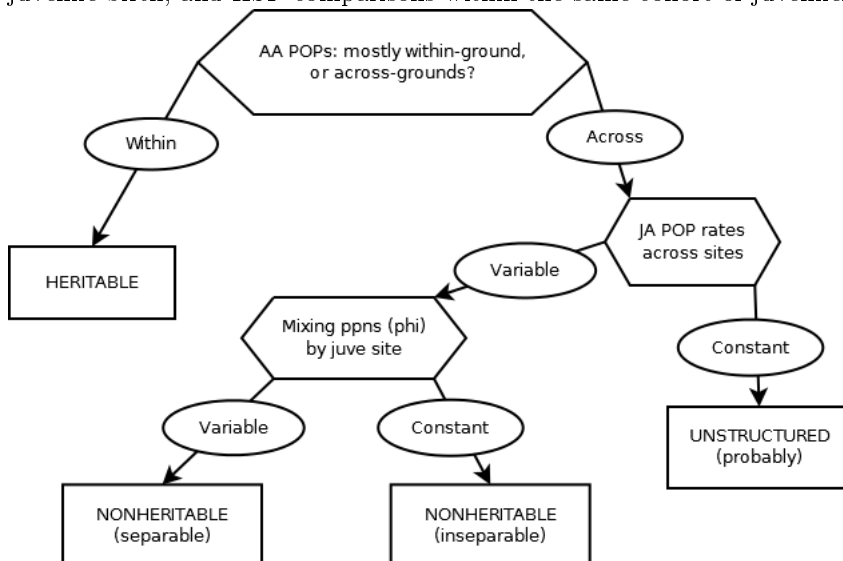 AA POPs: mostly within-ground,
or across-grounds?
Within
Across
JA POP rates
across sites
HERITABLE
Variable
Mixing ppns (phi)
by juve site
Constant
Variable
Constant
UNSTRUCTURED
(probably)
NONHERITABLE
(separable)
NONHERITABLE
(inseparable)